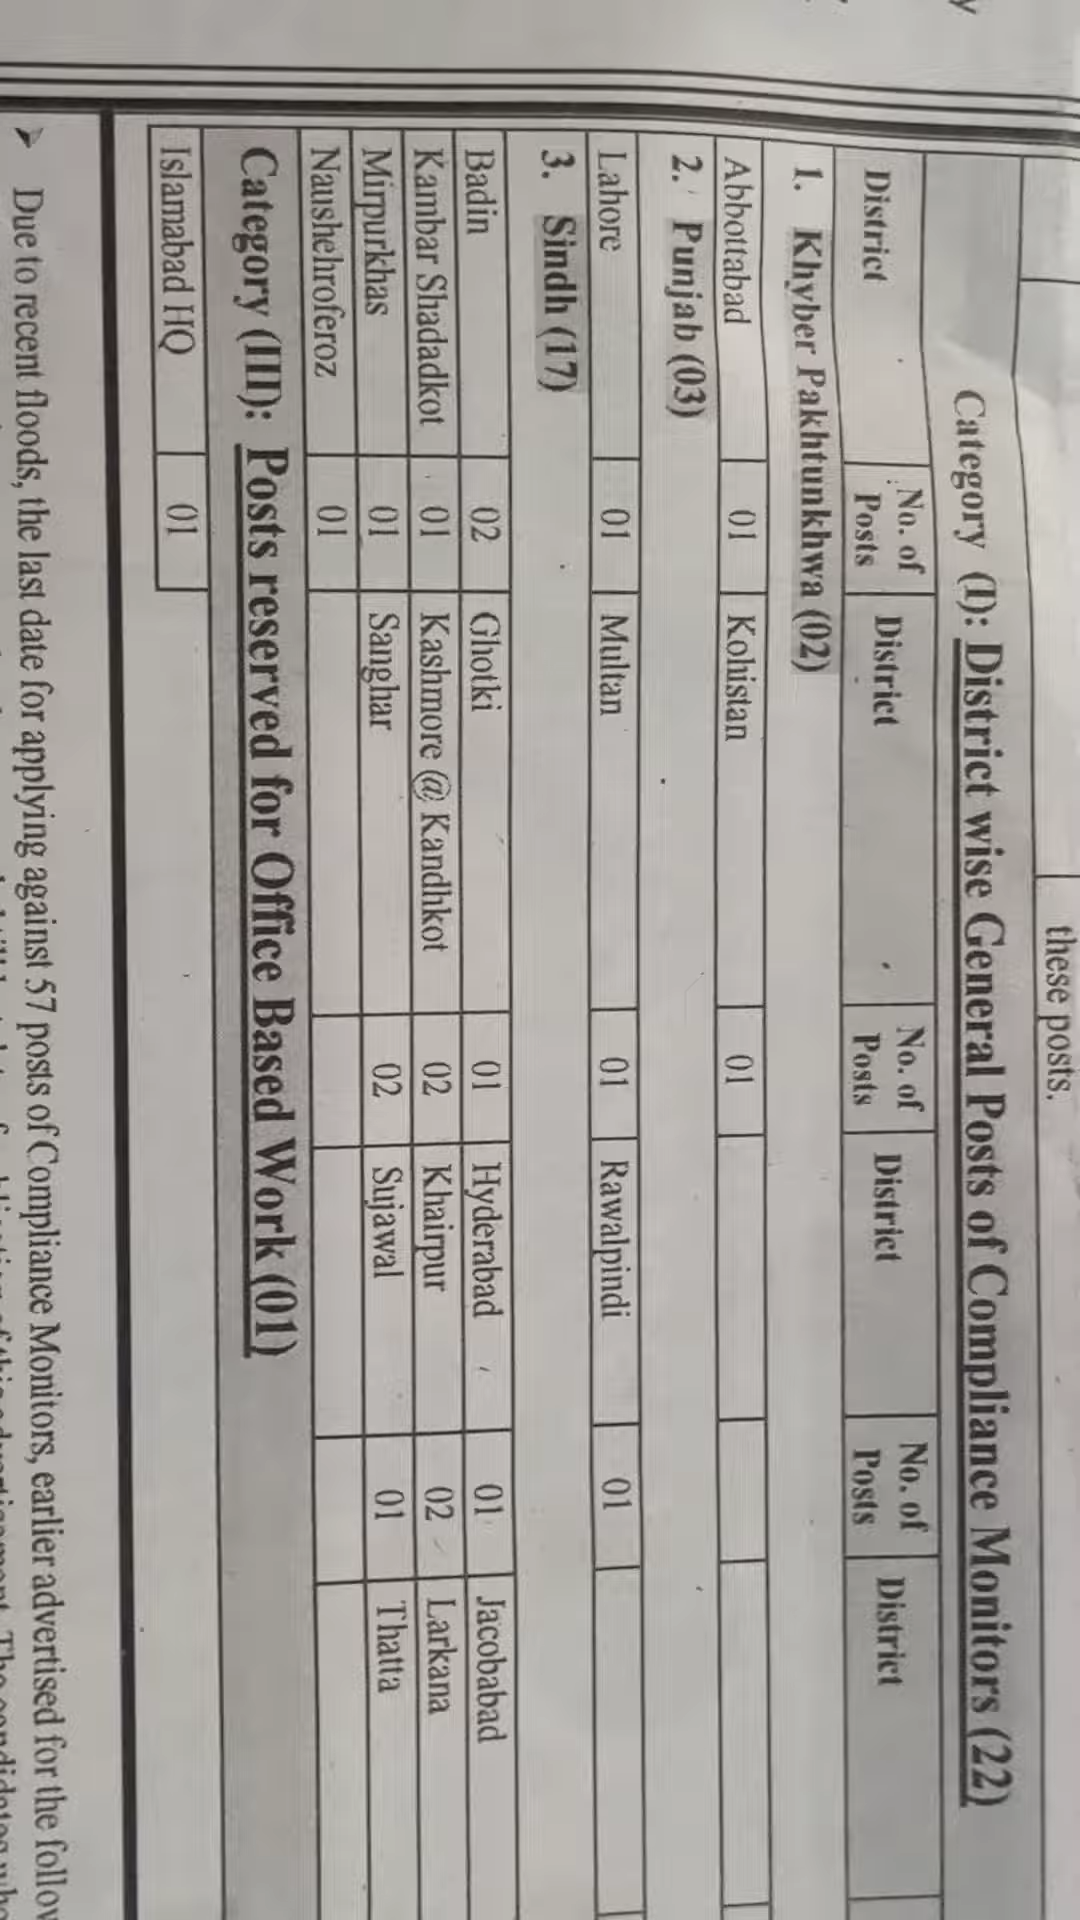 these posts.
Category (I): District wise General Posts of Compliance Monitors (22)
District No. of Posts District No. of Posts District No. of Posts District
1. Khyber Pakhtunkhwa (02)
Abbottabad 01 Kohistan 01
2. Punjab (03)
Lahore 01 Multan 01 Rawalpindi 01
3. Sindh (17)
Badin 02 Ghotki 01 Hyderabad 01 Jacobabad
Kambar Shadadkot 01 Kashmore @ Kandhkot 02 Khairpur 02 Larkana
Mirpurkhas 01 Sanghar 02 Sujawal 01 Thatta
Naushehroferoz 01
Category (III): Posts reserved for Office Based Work (01)
Islamabad HQ 01
➤ Due to recent floods, the last date for applying against 57 posts of Compliance Monitors, earlier advertised for the follow